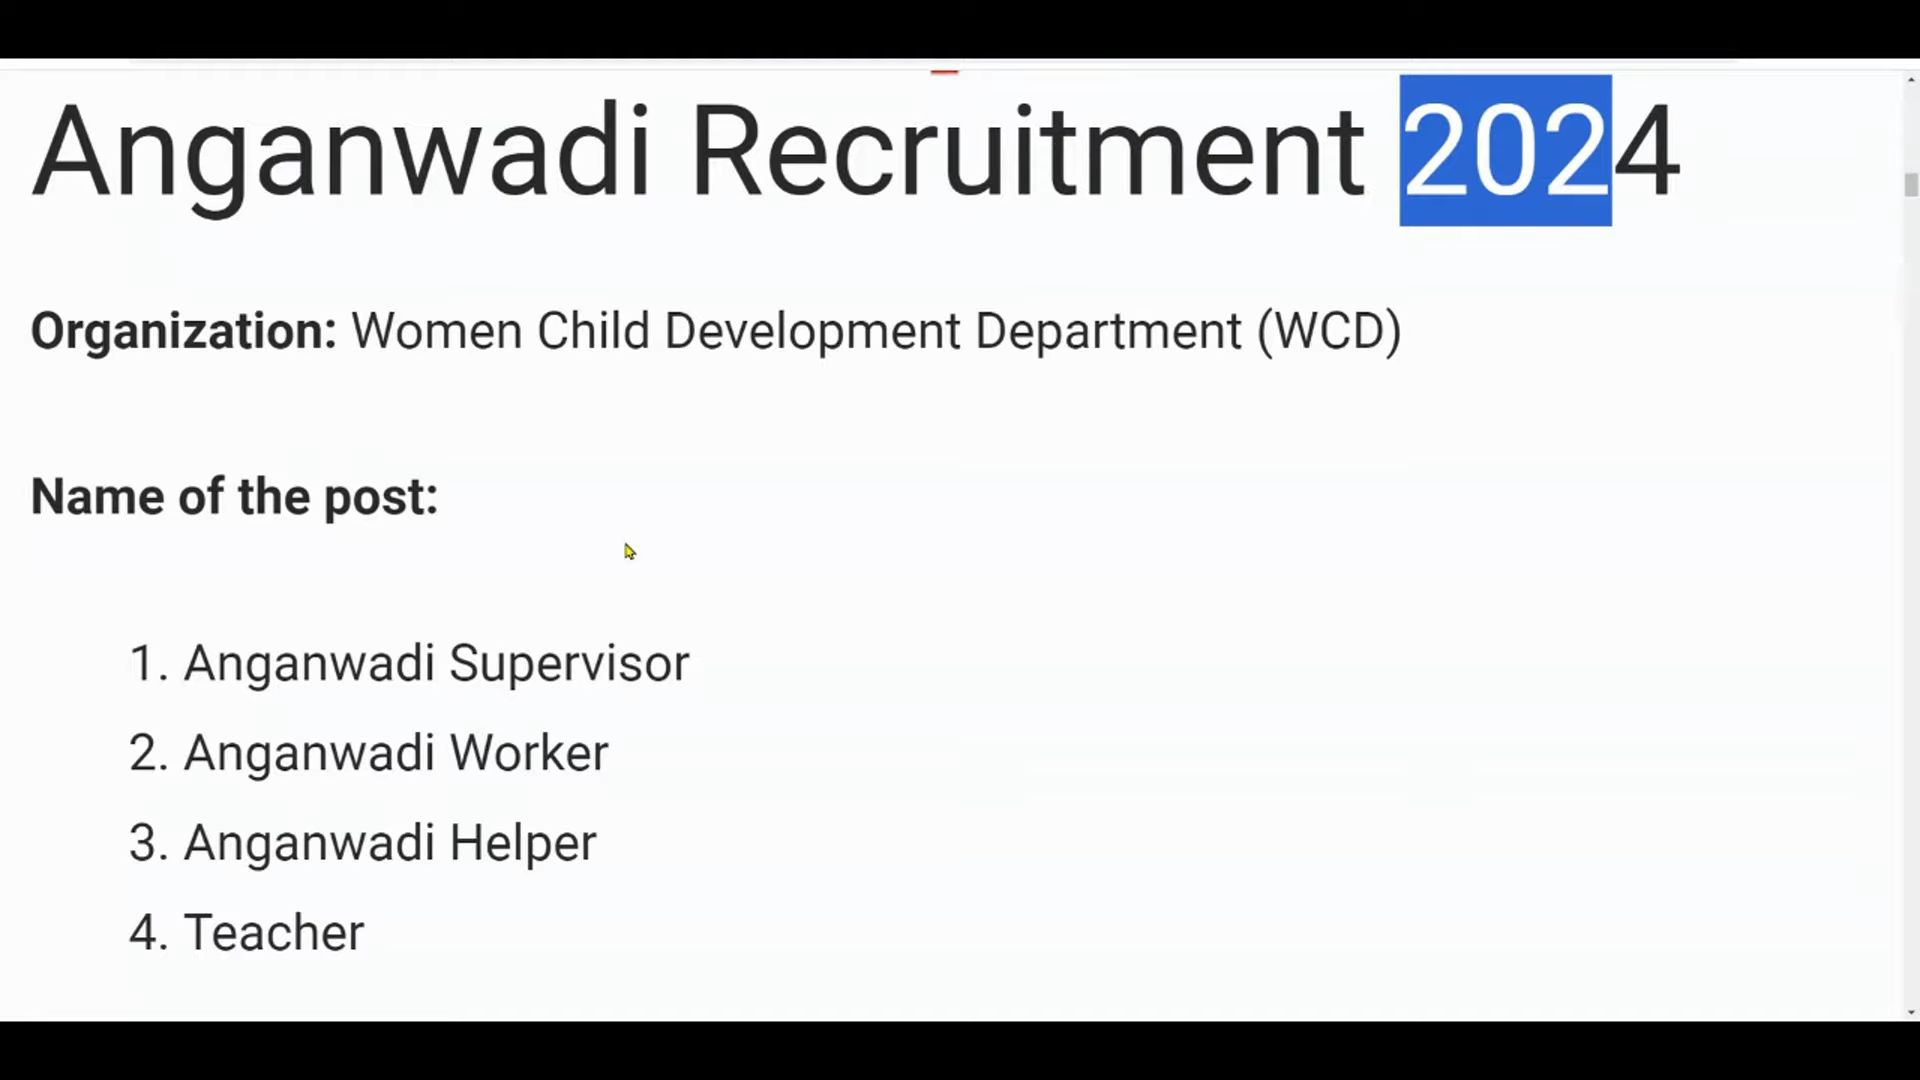 Anganwadi Recruitment 2024
Organization: Women Child Development Department (WCD)
Name of the post:
1. Anganwadi Supervisor
2. Anganwadi Worker
3. Anganwadi Helper
4. Teacher